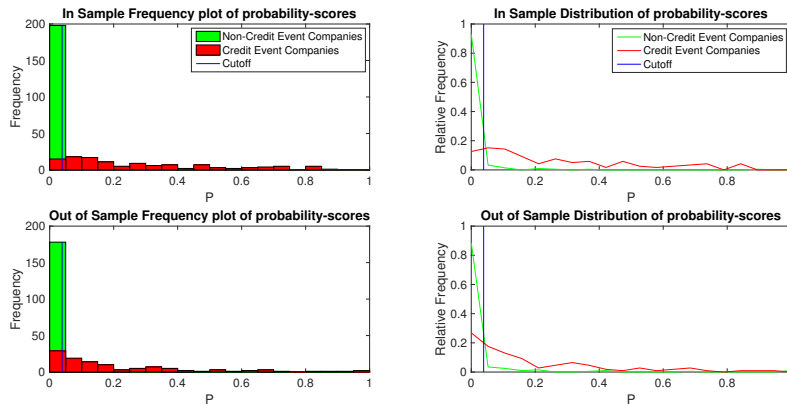 In Sample Frequency plot of probability-scores
200
150
100
50
0
Frequency
0 0.2 0.4 0.6 0.8 1
P
Non-Credit Event Companies
Credit Event Companies
Cutoff
In Sample Distribution of probability-scores
1
0.8
0.6
0.4
0.2
0
Relative Frequency
0 0.2 0.4 0.6 0.8
P
Non-Credit Event Companies
Credit Event Companies
Cutoff
Out of Sample Frequency plot of probability-scores
200
150
100
50
0
Frequency
0 0.2 0.4 0.6 0.8 1
P
Out of Sample Distribution of probability-scores
1
0.8
0.6
0.4
0.2
0
Relative Frequency
0 0.2 0.4 0.6 0.8
P